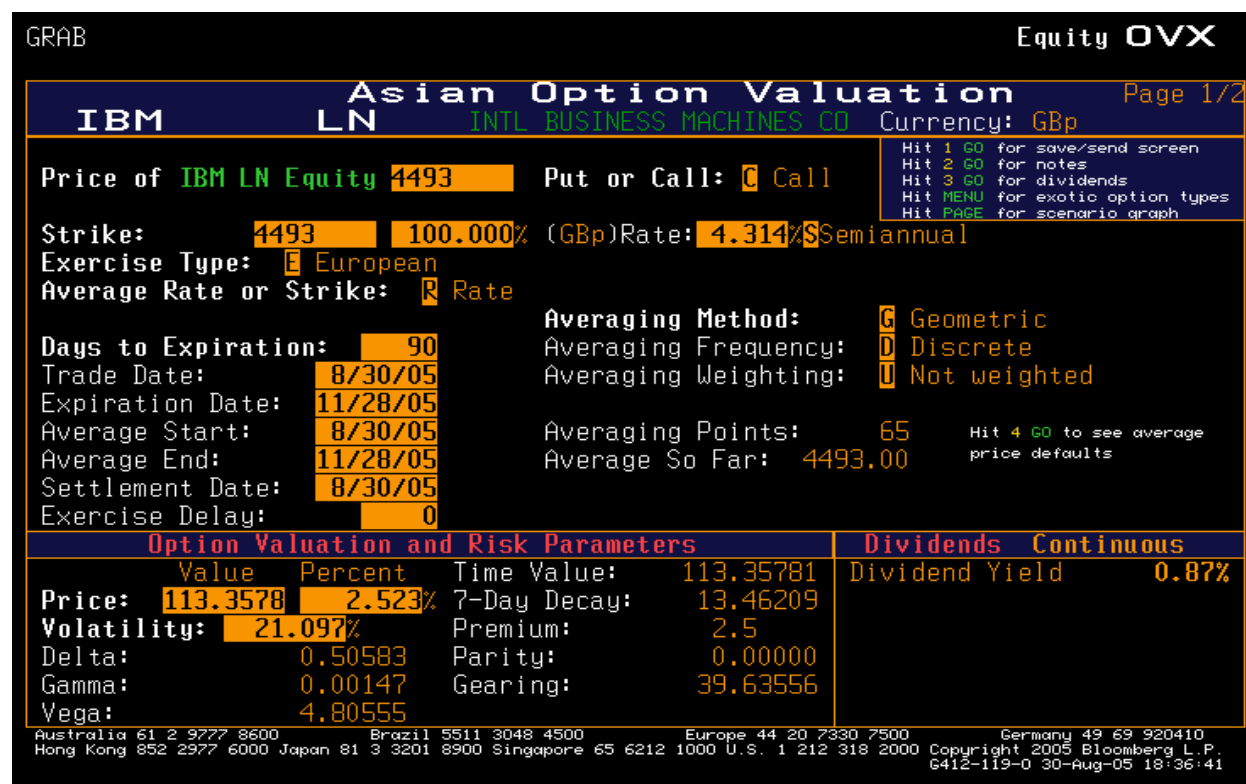 GRAB Equity OVX
Asian Option Valuation Page 1/2
IBM LN INTL BUSINESS MACHINES CO Currency: GBp
Hit 1 GO for save/send screen
Hit 2 GO for notes
Hit 3 GO for dividends
Hit MENU for exotic option types
Hit PAGE for scenario graph
Price of IBM LN Equity 4493 Put or Call: C Call
Strike: 4493 100.000% (GBp)Rate: 4.314%SSemiannual
Exercise Type: E European
Average Rate or Strike: R Rate
Averaging Method: G Geometric
Days to Expiration: 90 Averaging Frequency: D Discrete
Trade Date: 8/30/05 Averaging Weighting: U Not weighted
Expiration Date: 11/28/05
Average Start: 8/30/05 Averaging Points: 65 Hit 4 GO to see average
Average End: 11/28/05 Average So Far: 4493.00 price defaults
Settlement Date: 8/30/05
Exercise Delay: 0
Option Valuation and Risk Parameters Dividends Continuous
Value Percent Time Value: 113.35781 Dividend Yield 0.87%
Price: 113.3578 2.523% 7-Day Decay: 13.46209
Volatility: 21.097% Premium: 2.5
Delta: 0.50583 Parity: 0.00000
Gamma: 0.00147 Gearing: 39.63556
Vega: 4.80555
Australia 61 2 9777 8600 Brazil 5511 3048 4500 Europe 44 20 7330 7500 Germany 49 69 920410
Hong Kong 852 2977 6000 Japan 81 3 3201 8900 Singapore 65 6212 1000 U.S. 1 212 318 2000 Copyright 2005 Bloomberg L.P.
G412-119-0 30-Aug-05 18:36:41